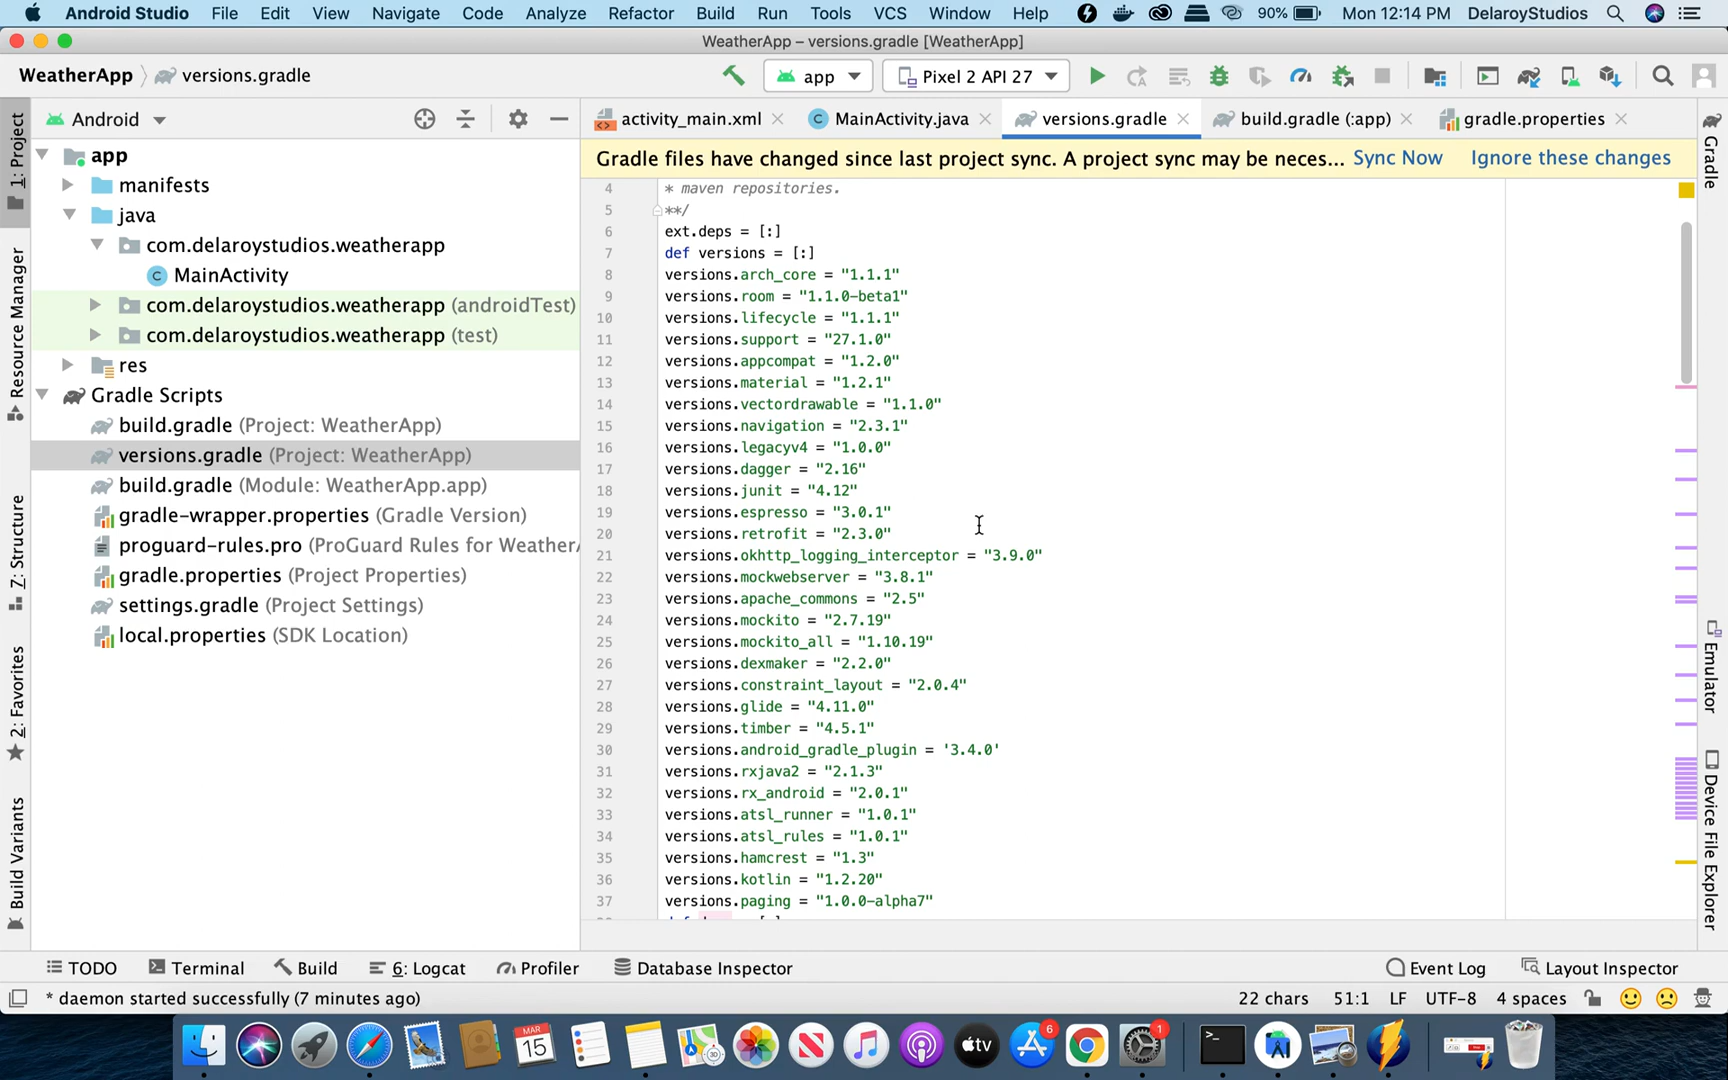 Android Studio File Edit View Navigate Code Analyze Refactor Build Run Tools VCS Window Help 90% Mon 12:14 PM DelaroyStudios
WeatherApp – versions.gradle [WeatherApp]
WeatherApp versions.gradle app Pixel 2 API 27
Android
activity_main.xml MainActivity.java versions.gradle build.gradle (:app) gradle.properties
Gradle files have changed since last project sync. A project sync may be neces... Sync Now Ignore these changes
1: Project
Resource Manager
Z: Structure
2: Favorites
Build Variants
app
manifests
java
com.delaroystudios.weatherapp
MainActivity
com.delaroystudios.weatherapp (androidTest)
com.delaroystudios.weatherapp (test)
res
Gradle Scripts
build.gradle (Project: WeatherApp)
versions.gradle (Project: WeatherApp)
build.gradle (Module: WeatherApp.app)
gradle-wrapper.properties (Gradle Version)
proguard-rules.pro (ProGuard Rules for WeatherA
gradle.properties (Project Properties)
settings.gradle (Project Settings)
local.properties (SDK Location)
4 * maven repositories.
5 **/
6 ext.deps = [:]
7 def versions = [:]
8 versions.arch_core = "1.1.1"
9 versions.room = "1.1.0-beta1"
10 versions.lifecycle = "1.1.1"
11 versions.support = "27.1.0"
12 versions.appcompat = "1.2.0"
13 versions.material = "1.2.1"
14 versions.vectordrawable = "1.1.0"
15 versions.navigation = "2.3.1"
16 versions.legacyv4 = "1.0.0"
17 versions.dagger = "2.16"
18 versions.junit = "4.12"
19 versions.espresso = "3.0.1"
20 versions.retrofit = "2.3.0"
21 versions.okhttp_logging_interceptor = "3.9.0"
22 versions.mockwebserver = "3.8.1"
23 versions.apache_commons = "2.5"
24 versions.mockito = "2.7.19"
25 versions.mockito_all = "1.10.19"
26 versions.dexmaker = "2.2.0"
27 versions.constraint_layout = "2.0.4"
28 versions.glide = "4.11.0"
29 versions.timber = "4.5.1"
30 versions.android_gradle_plugin = '3.4.0'
31 versions.rxjava2 = "2.1.3"
32 versions.rx_android = "2.0.1"
33 versions.atsl_runner = "1.0.1"
34 versions.atsl_rules = "1.0.1"
35 versions.hamcrest = "1.3"
36 versions.kotlin = "1.2.20"
37 versions.paging = "1.0.0-alpha7"
Gradle
Emulator
Device File Explorer
TODO Terminal Build 6: Logcat Profiler Database Inspector Event Log Layout Inspector
* daemon started successfully (7 minutes ago) 22 chars 51:1 LF UTF-8 4 spaces
MAR
15
tv
6
1